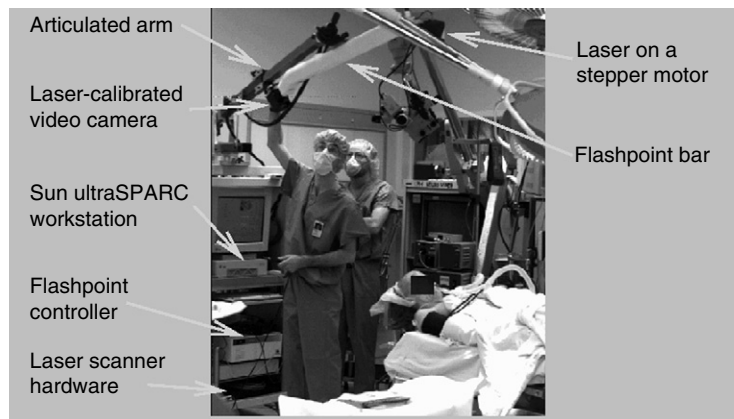 Articulated arm
Laser-calibrated
video camera
Sun ultraSPARC
workstation
Flashpoint
controller
Laser scanner
hardware
Laser on a
stepper motor
Flashpoint bar